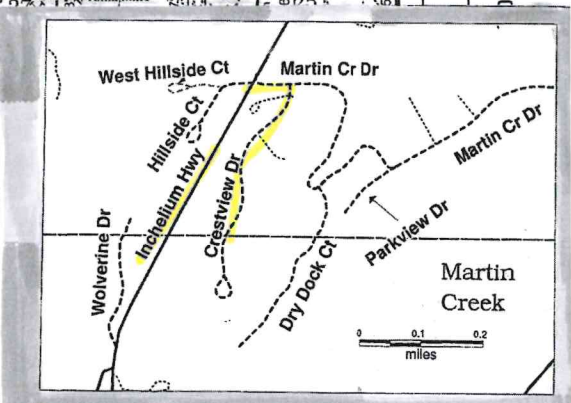 West Hillside Ct
Martin Cr Dr
Hillside Ct
Inchelium Hwy
Crestview Dr
Martin Cr Dr
Parkview Dr
Wolverine Dr
Dry Dock Ct
Martin
Creek
0 0.1 0.2
miles